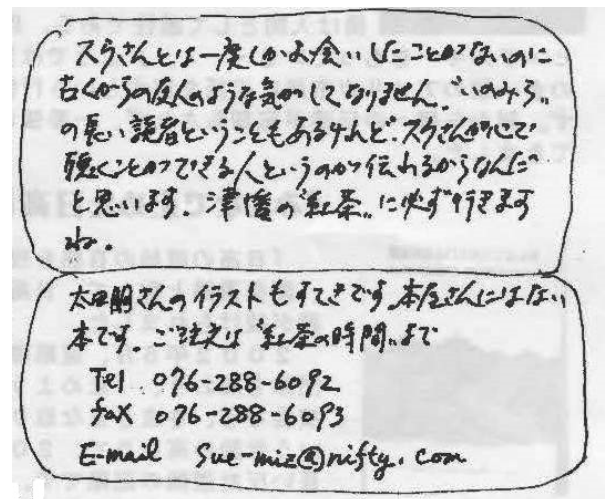 スウさんとは一度しかお会いしたことがないのに
古くからの友人のような気がしてなりません。“いのみら〟
の長い読者ということもあるけれど、スウさんが心で
聴くことのできる人というのが伝わるからなんだ
と思います。津幡の“紅茶〟に必ず行きます
ね。
さんのイラストもすてきです。本屋さんにはない
本です。ご注文は“紅茶の時間〟まで
Tel 076-288-6092
fax 076-288-6093
E-mail Sue-miz@nifty.com